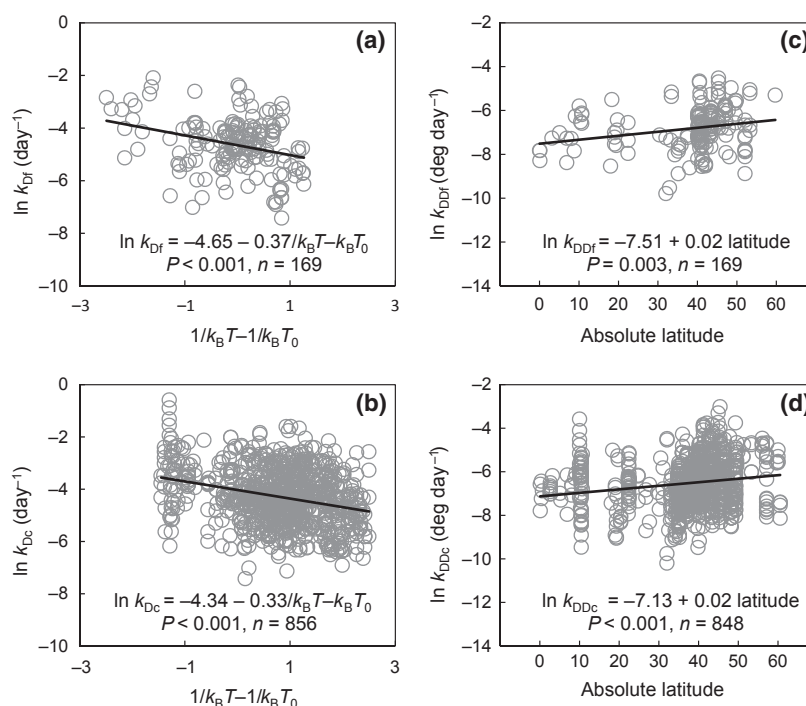 (a)
0
−2
−4
−6
−8
−10
ln k_Df (day⁻¹)
ln k_Df = −4.65 − 0.37/k_BT−k_BT₀
P < 0.001, n = 169
−3 −1 1 3
1/k_BT−1/k_BT₀
(c)
−2
−4
−6
−8
−10
−12
−14
ln k_DDf (deg day⁻¹)
ln k_DDf = −7.51 + 0.02 latitude
P = 0.003, n = 169
0 10 20 30 40 50 60
Absolute latitude
(b)
0
−2
−4
−6
−8
−10
ln k_Dc (day⁻¹)
ln k_Dc = −4.34 − 0.33/k_BT−k_BT₀
P < 0.001, n = 856
−3 −1 1 3
1/k_BT−1/k_BT₀
(d)
−2
−4
−6
−8
−10
−12
−14
ln k_DDc (deg day⁻¹)
ln k_DDc = −7.13 + 0.02 latitude
P < 0.001, n = 848
0 10 20 30 40 50 60
Absolute latitude